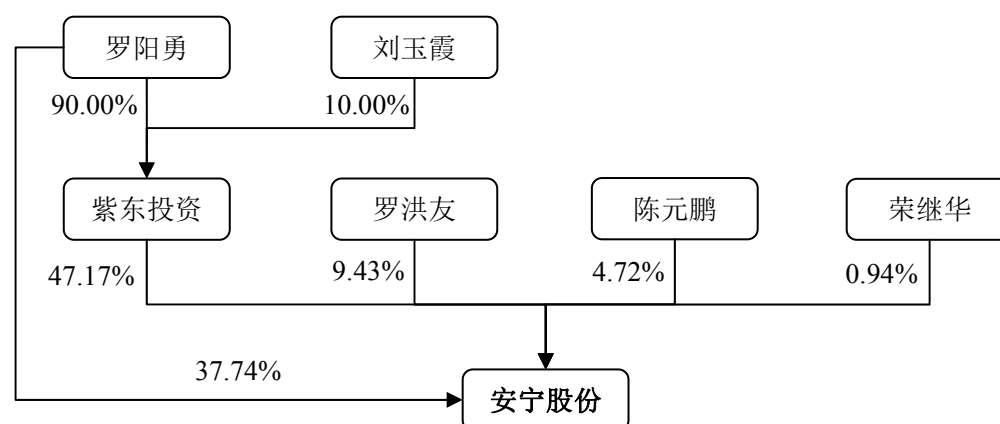 罗阳勇
刘玉霞
90.00%
10.00%
紫东投资
罗洪友
陈元鹏
荣继华
47.17%
9.43%
4.72%
0.94%
37.74%
安宁股份